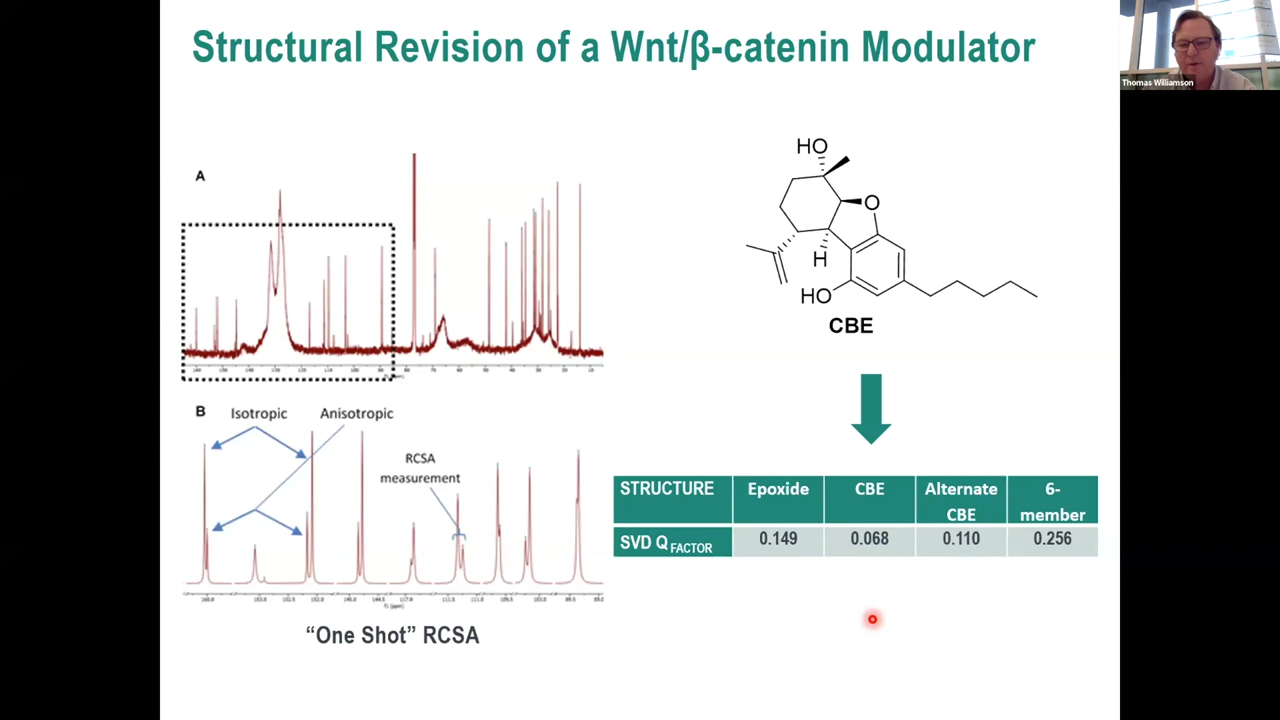 Structural Revision of a Wnt/β-catenin Modulator
Thomas Williamson
A
B
Isotropic
Anisotropic
RCSA
measurement
"One Shot" RCSA
HO
O
H
HO
CBE
STRUCTURE
Epoxide
CBE
Alternate
CBE
6-
member
SVD Q FACTOR
0.149
0.068
0.110
0.256